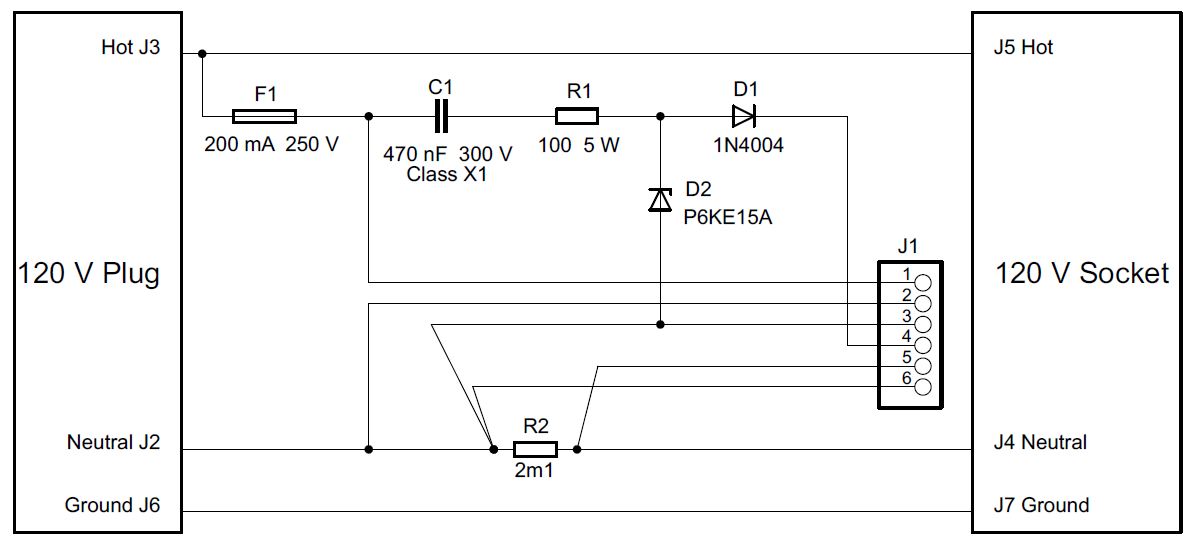 Hot J3
J5 Hot
F1
C1
R1
D1
200 mA 250 V
470 nF 300 V
Class X1
100 5 W
1N4004
D2
P6KE15A
J1
120 V Plug
120 V Socket
1
2
3
4
5
6
R2
Neutral J2
J4 Neutral
2m1
Ground J6
J7 Ground